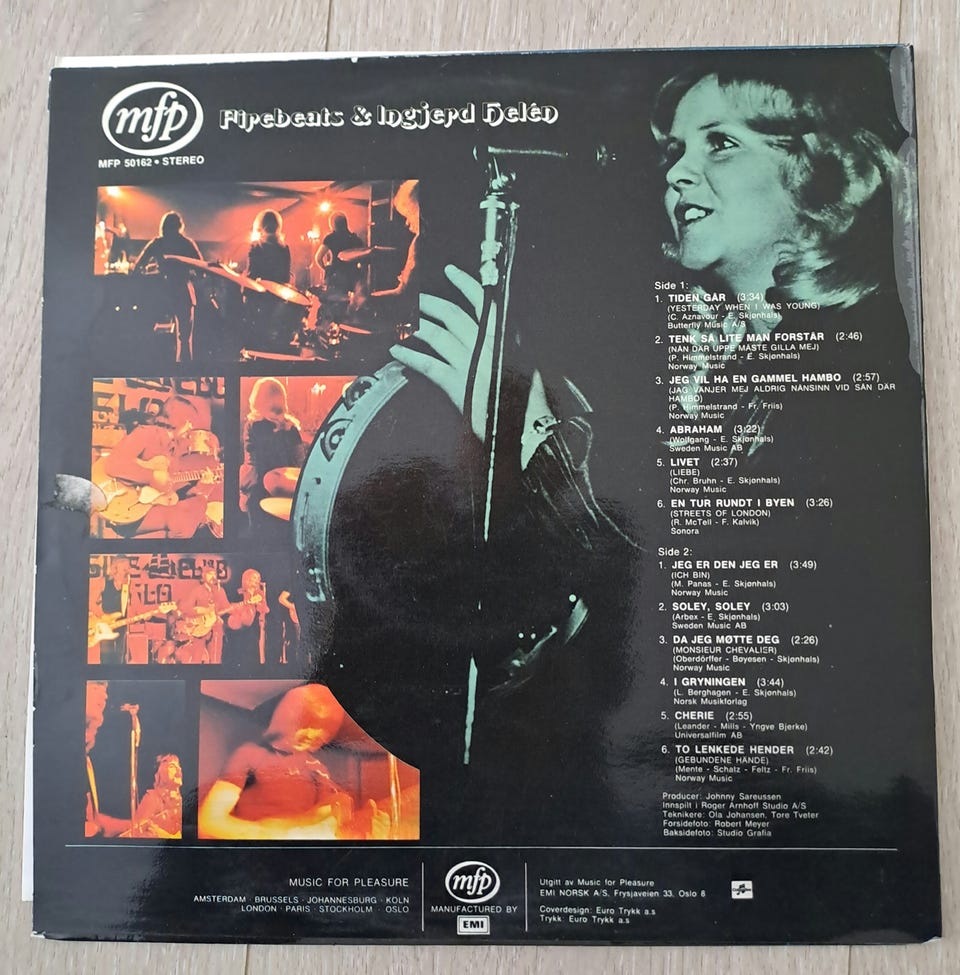 mfp
Firebeats & Ingjerd Helén
MFP 50162 • STEREO
Side 1:
1. TIDEN GÅR (3:34)
(YESTERDAY WHEN I WAS YOUNG)
(C. Aznavour - E. Skjønhals)
Butterfly Music A/S
2. TENK SÅ LITE MAN FORSTÅR (2:46)
(NÅN DÄR UPPE MÅSTE GILLA MEJ)
(P. Himmelstrand - E. Skjønhals)
Norway Music
3. JEG VIL HA EN GAMMEL HAMBO (2:57)
(JAG VÄNJER MEJ ALDRIG NÅNSINN VID SÅN DÄR
HAMBO)
(P. Himmelstrand - Fr. Friis)
Norway Music
4. ABRAHAM (3:22)
(Wolfgang - E. Skjønhals)
Sweden Music AB
5. LIVET (2:37)
(LIEBE)
(Chr. Bruhn - E. Skjønhals)
Norway Music
6. EN TUR RUNDT I BYEN (3:26)
(STREETS OF LONDON)
(R. McTell - F. Kalvik)
Sonora
Side 2:
1. JEG ER DEN JEG ER (3:49)
(ICH BIN)
(M. Panas - E. Skjønhals)
Norway Music
2. SOLEY, SOLEY (3:03)
(Arbex - E. Skjønhals)
Sweden Music AB
3. DA JEG MØTTE DEG (2:26)
(MONSIEUR CHEVALIER)
(Oberdörffer - Bøyesen - Skjønhals)
Norway Music
4. I GRYNINGEN (3:44)
(L. Berghagen - E. Skjønhals)
Norsk Musikforlag
5. CHERIE (2:55)
(Leander - Mills - Yngve Bjerke)
Universalfilm AB
6. TO LENKEDE HENDER (2:42)
(GEBUNDENE HÄNDE)
(Mente - Schatz - Feltz - Fr. Friis)
Norway Music
Producer: Johnny Sareussen
Innspilt i Roger Arnhoff Studio A/S
Teknikere: Ola Johansen, Tore Tveter
Forsidefoto: Robert Meyer
Baksidefoto: Studio Grafia
MUSIC FOR PLEASURE
AMSTERDAM · BRUSSELS · JOHANNESBURG · KÖLN
LONDON · PARIS · STOCKHOLM · OSLO
mfp
MANUFACTURED BY
EMI
Utgitt av Music for Pleasure
EMI NORSK A/S, Frysjaveien 33, Oslo 8
Coverdesign: Euro Trykk a.s
Trykk: Euro Trykk a.s